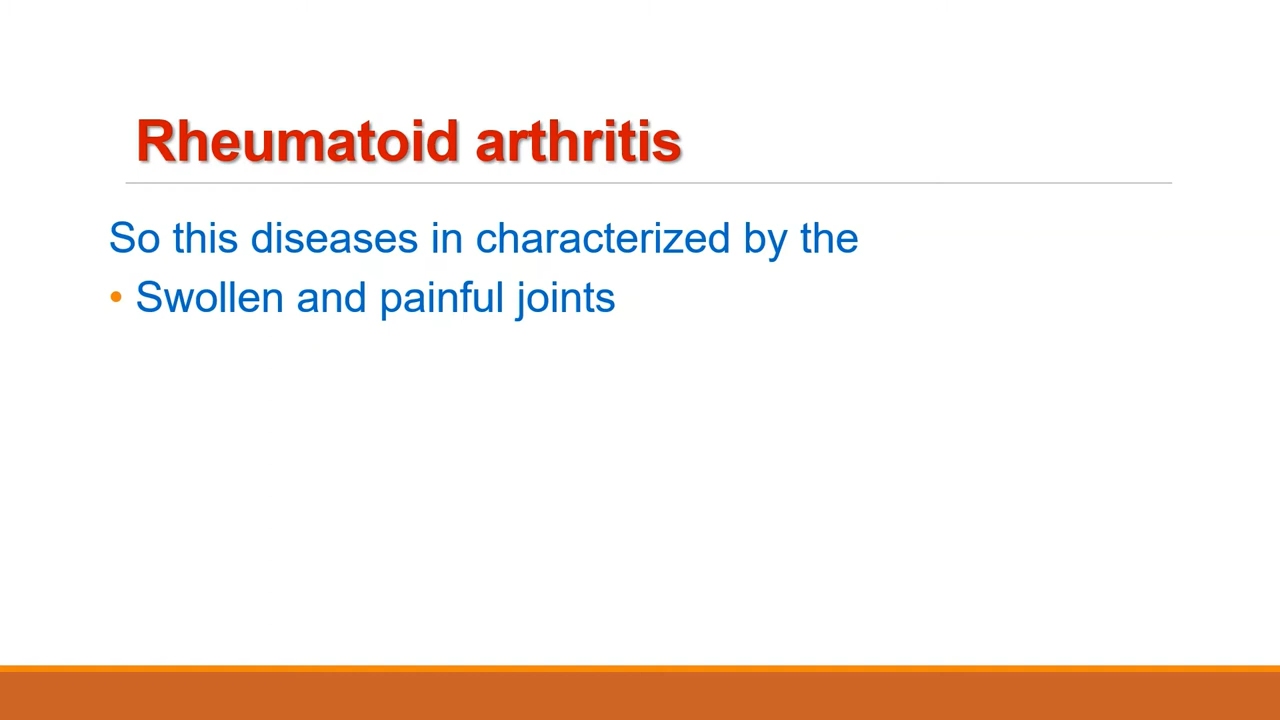 Rheumatoid arthritis
So this diseases in characterized by the
• Swollen and painful joints